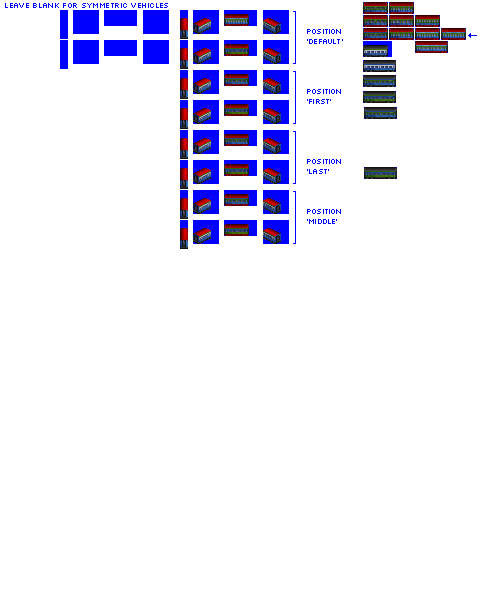 LEAVE BLANK FOR SYMMETRIC VEHICLES
POSITION
'DEFAULT'
POSITION
'FIRST'
POSITION
'LAST'
POSITION
'MIDDLE'